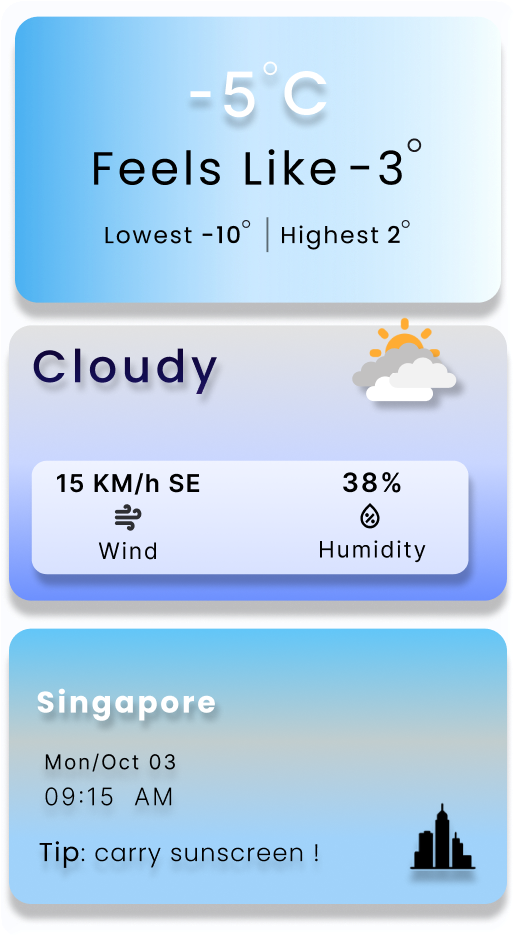 -5°C
Feels Like -3°
Lowest -10° | Highest 2°
Cloudy
15 KM/h SE 38%
Wind Humidity
Singapore
Mon/Oct 03
09:15 AM
Tip: carry sunscreen !